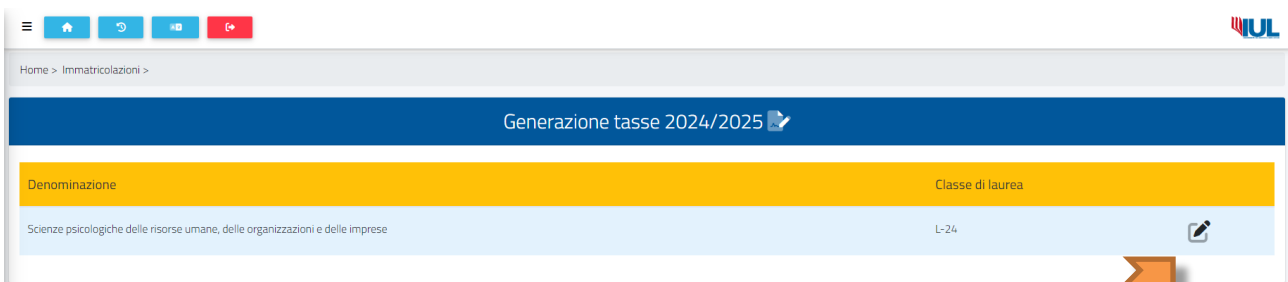 IUL
Home > Immatricolazioni >
Generazione tasse 2024/2025
Denominazione Classe di laurea
Scienze psicologiche delle risorse umane, delle organizzazioni e delle imprese L-24